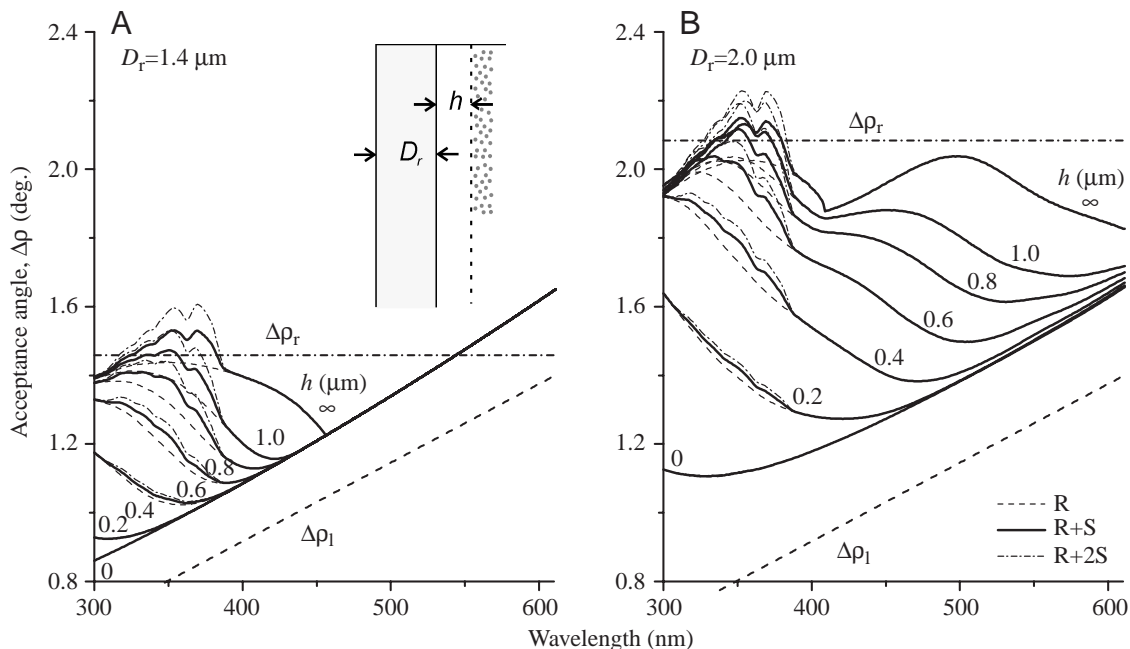 A
D_r=1.4 µm
h
D_r
Δρ_r
h (µm)
∞
1.0
0.8
0.6
0.4
0.2
0
Δρ_l
2.4
2.0
1.6
1.2
0.8
300
400
500
600
Acceptance angle, Δρ (deg.)
B
D_r=2.0 µm
Δρ_r
h (µm)
∞
1.0
0.8
0.6
0.4
0.2
0
Δρ_l
R
R+S
R+2S
2.4
2.0
1.6
1.2
0.8
300
400
500
600
Wavelength (nm)